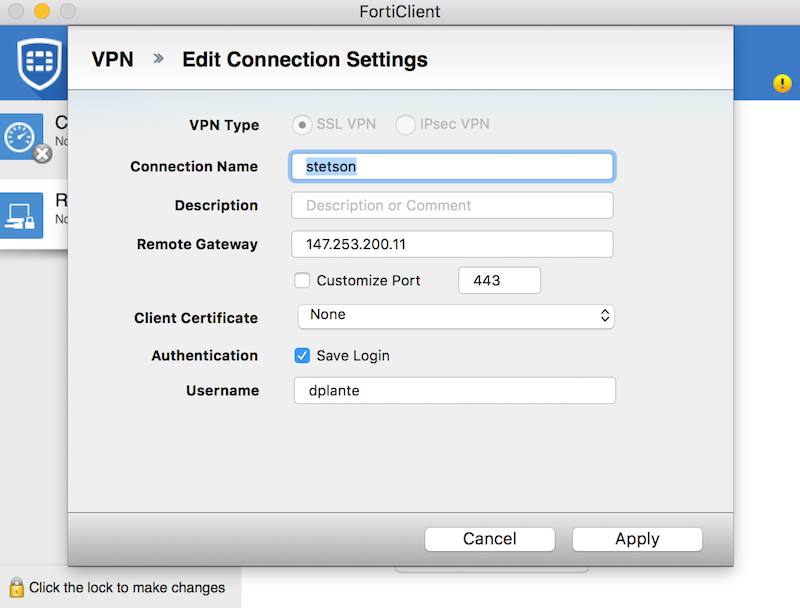 FortiClient
VPN » Edit Connection Settings
C
No
R
No
VPN Type SSL VPN IPsec VPN
Connection Name stetson
Description Description or Comment
Remote Gateway 147.253.200.11
Customize Port 443
Client Certificate None
Authentication Save Login
Username dplante
Cancel Apply
Click the lock to make changes